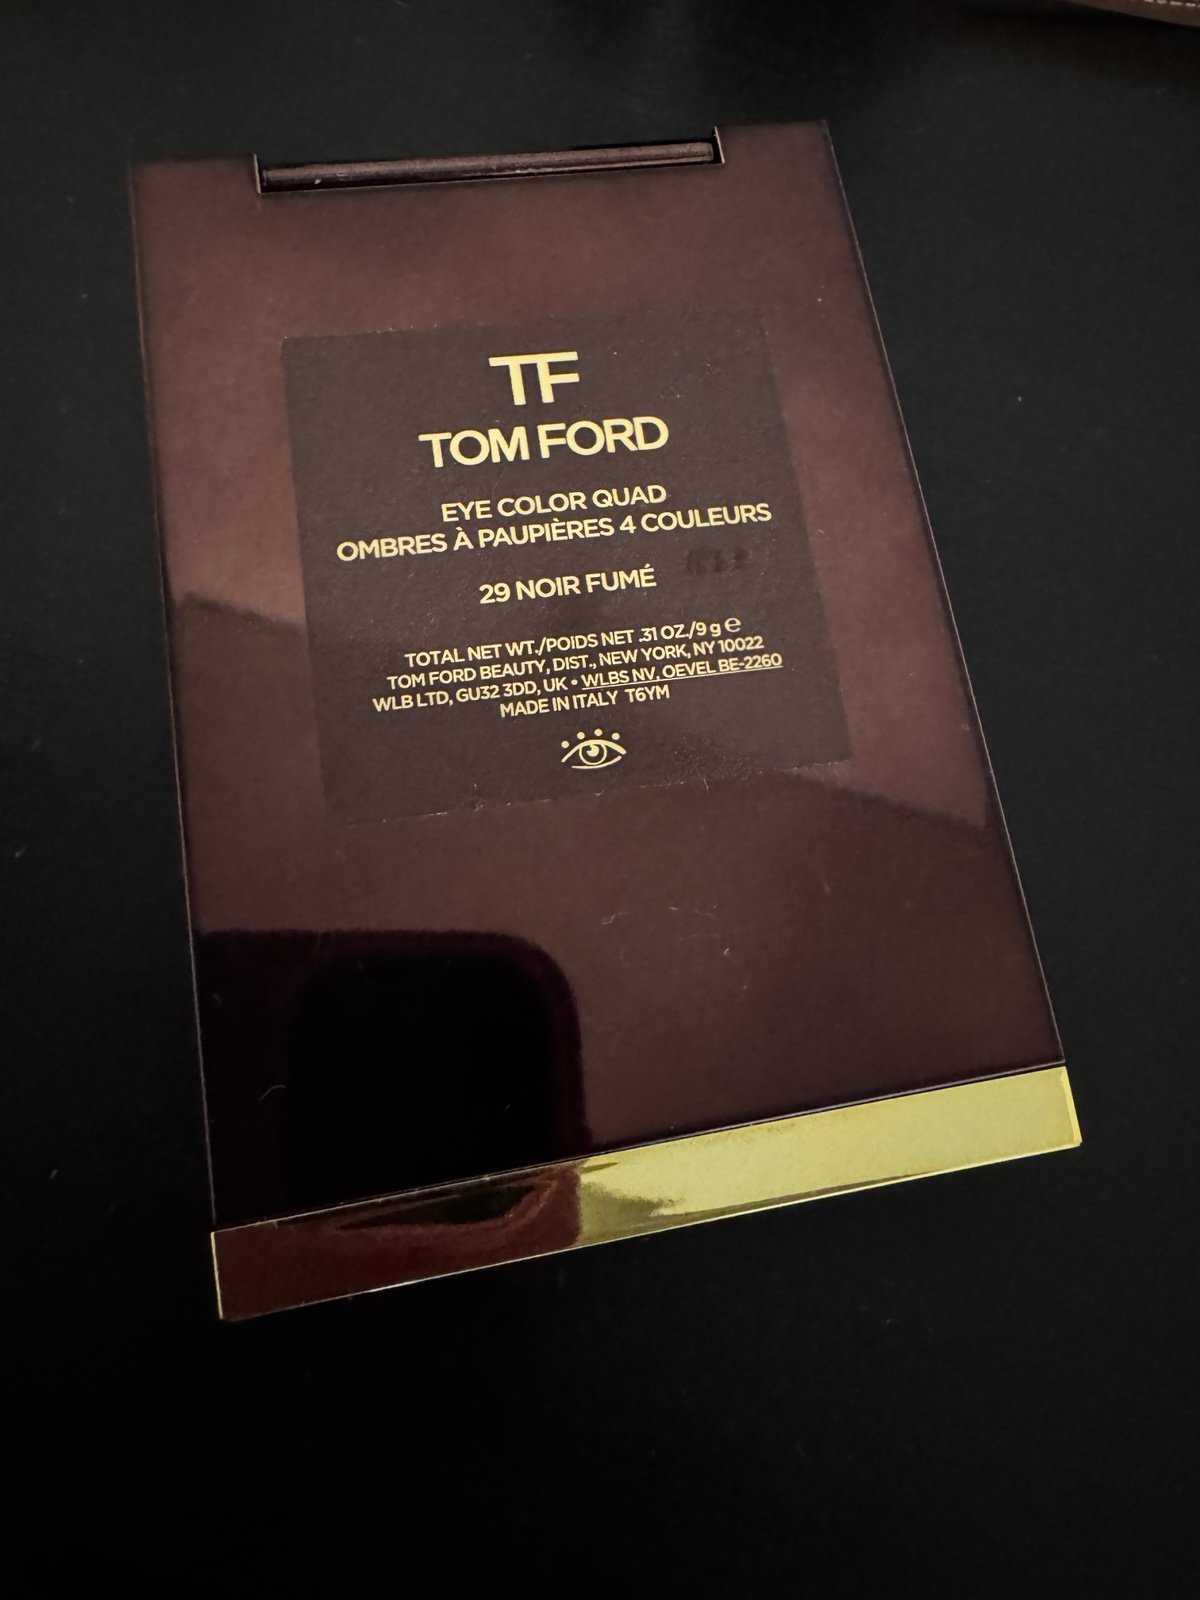 TF
TOM FORD
EYE COLOR QUAD
OMBRES À PAUPIÈRES 4 COULEURS
29 NOIR FUMÉ
TOTAL NET WT./POIDS NET .31 OZ./9 g ℮
TOM FORD BEAUTY, DIST., NEW YORK, NY 10022
WLB LTD, GU32 3DD, UK • WLBS NV, OEVEL BE-2260
MADE IN ITALY T6YM